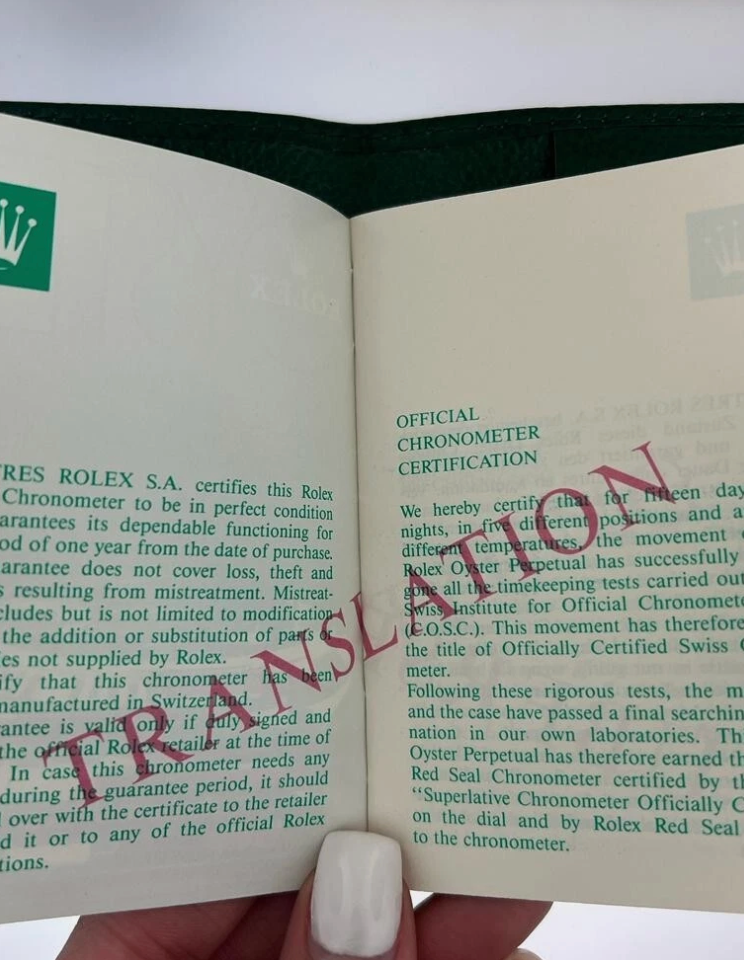 TRES ROLEX S.A. certifies this Rolex
Chronometer to be in perfect condition
arantees its dependable functioning for
od of one year from the date of purchase.
arantee does not cover loss, theft and
s resulting from mistreatment. Mistreat-
cludes but is not limited to modification
the addition or substitution of parts or
ies not supplied by Rolex.
ify that this chronometer has been
manufactured in Switzerland.
antee is valid only if duly signed and
the official Rolex retailer at the time of
In case this chronometer needs any
during the guarantee period, it should
over with the certificate to the retailer
d it or to any of the official Rolex
tions.
TRANSLATION
OFFICIAL
CHRONOMETER
CERTIFICATION
We hereby certify that for fifteen day
nights, in five different positions and a
different temperatures, the movement
Rolex Oyster Perpetual has successfully
gone all the timekeeping tests carried out
Swiss Institute for Official Chronomete
(C.O.S.C.). This movement has therefore
the title of Officially Certified Swiss C
meter.
Following these rigorous tests, the m
and the case have passed a final searchin
nation in our own laboratories. Th
Oyster Perpetual has therefore earned th
Red Seal Chronometer certified by th
“Superlative Chronometer Officially C
on the dial and by Rolex Red Seal
to the chronometer.